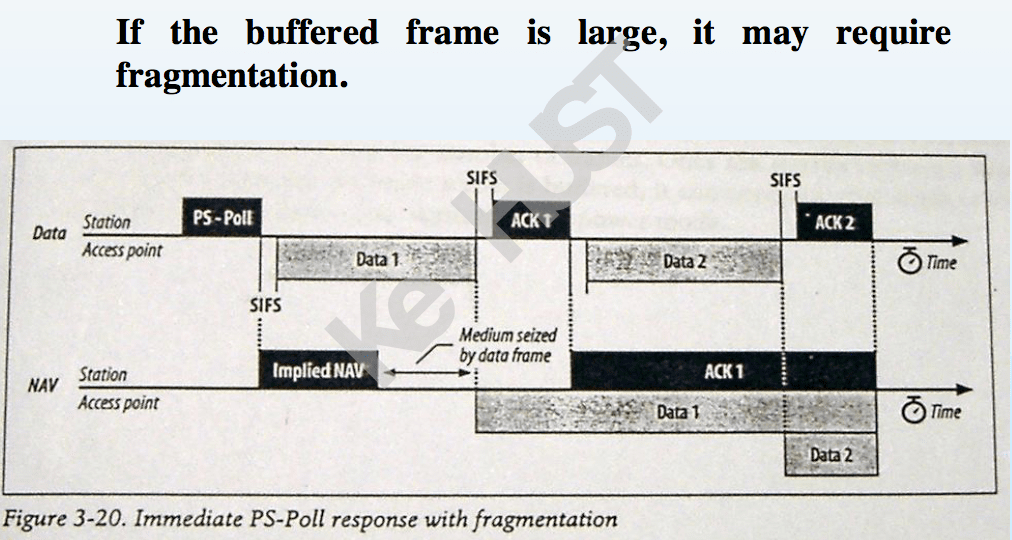 If the buffered frame is large, it may require
fragmentation.
SIFS
SIFS
Station
PS-Poll
ACK 1
ACK 2
Data
Access point
Data 1
Data 2
Time
SIFS
Medium seized
by data frame
Station
Implied NAV
ACK 1
NAV
Access point
Data 1
Time
Data 2
Figure 3-20. Immediate PS-Poll response with fragmentation